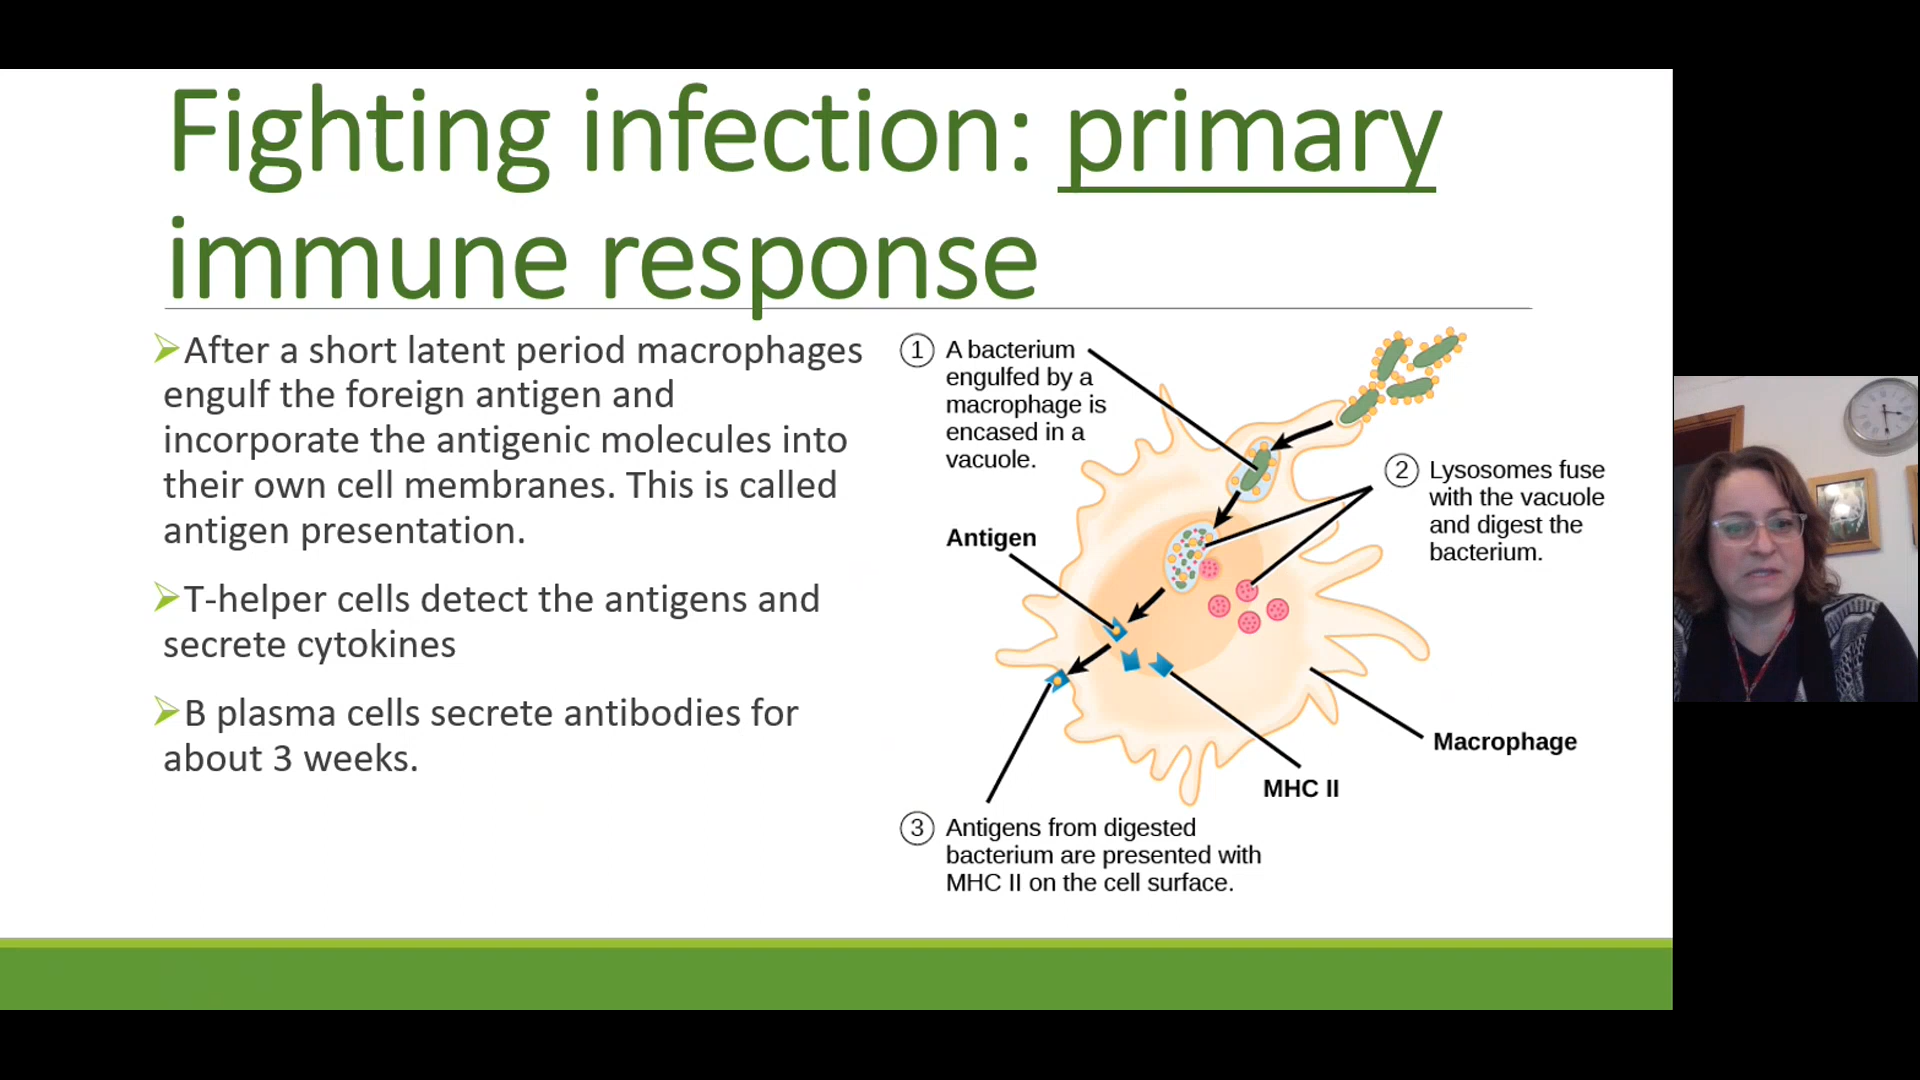 Fighting infection: primary
immune response
➢After a short latent period macrophages
engulf the foreign antigen and
incorporate the antigenic molecules into
their own cell membranes. This is called
antigen presentation.
➢T-helper cells detect the antigens and
secrete cytokines
➢B plasma cells secrete antibodies for
about 3 weeks.
1 A bacterium
engulfed by a
macrophage is
encased in a
vacuole.
2 Lysosomes fuse
with the vacuole
and digest the
bacterium.
Antigen
Macrophage
MHC II
3 Antigens from digested
bacterium are presented with
MHC II on the cell surface.